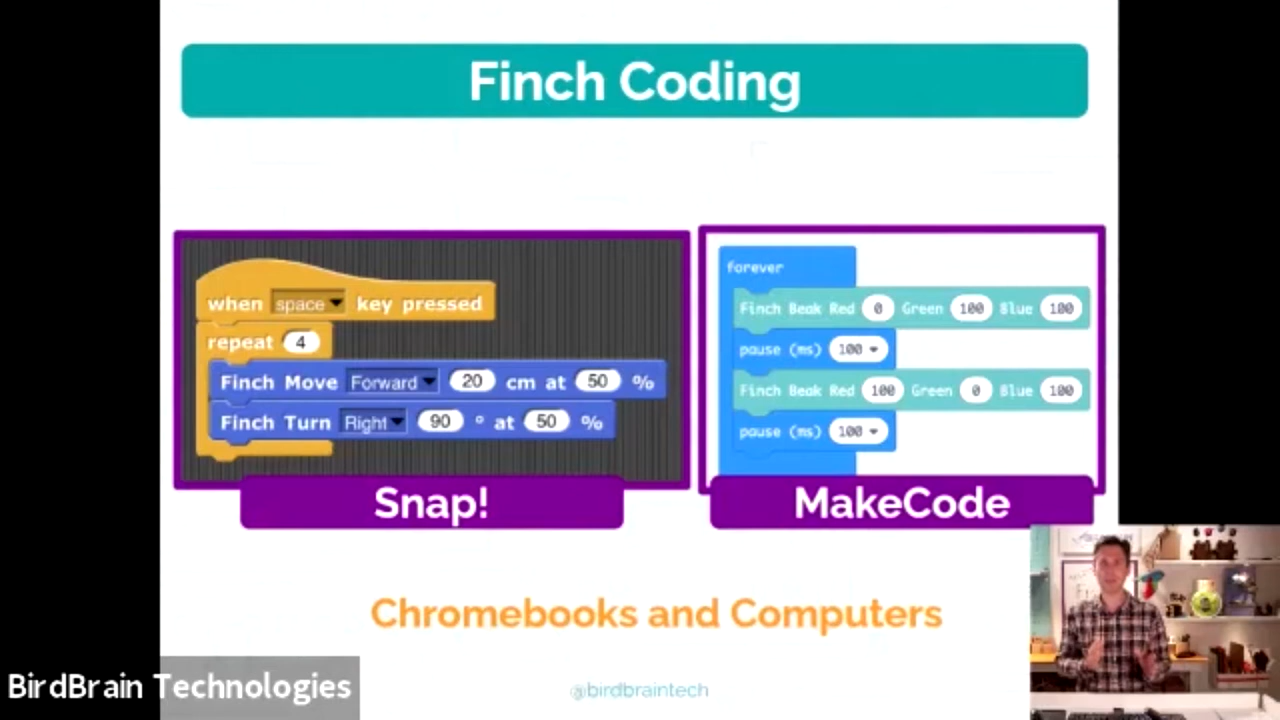 Finch Coding
when space key pressed
repeat 4
Finch Move Forward 20 cm at 50 %
Finch Turn Right 90 ° at 50 %
Snap!
forever
Finch Beak Red 0 Green 100 Blue 100
pause (ms) 100
Finch Beak Red 100 Green 0 Blue 100
pause (ms) 100
MakeCode
Chromebooks and Computers
@birdbraintech
BirdBrain Technologies